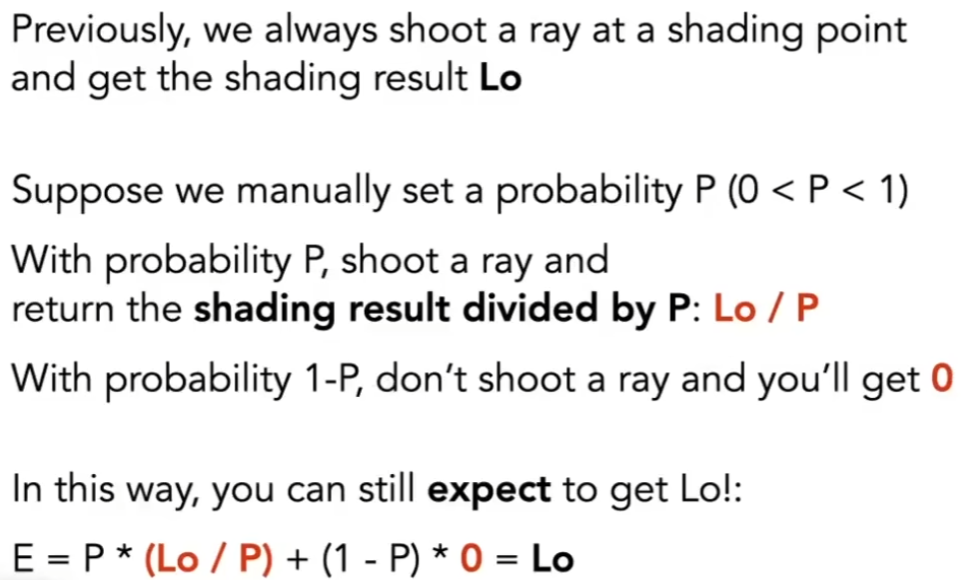 Previously, we always shoot a ray at a shading point
and get the shading result Lo
Suppose we manually set a probability P (0 < P < 1)
With probability P, shoot a ray and
return the shading result divided by P: Lo / P
With probability 1-P, don’t shoot a ray and you’ll get 0
In this way, you can still expect to get Lo!:
E = P * (Lo / P) + (1 - P) * 0 = Lo